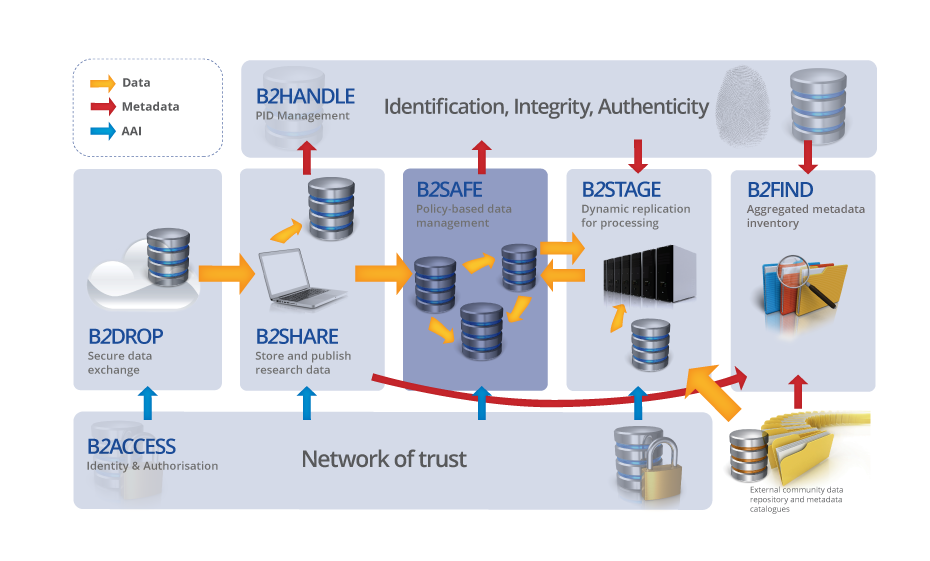 Data
Metadata
AAI
B2HANDLE
PID Management
Identification, Integrity, Authenticity
B2DROP
Secure data
exchange
B2SHARE
Store and publish
research data
B2SAFE
Policy-based data
management
B2STAGE
Dynamic replication
for processing
B2FIND
Aggregated metadata
inventory
B2ACCESS
Identity & Authorisation
Network of trust
External community data
repository and metadata
catalogues